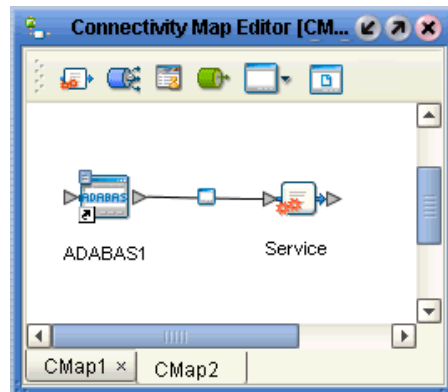 Connectivity Map Editor [CM...
ADABAS
ADABAS1
Service
CMap1 ×
CMap2